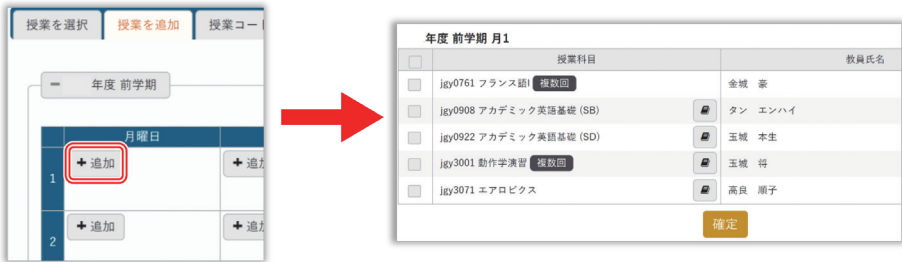 授業を選択 授業を追加 授業コード
年度 前学期
月曜日
1 +追加 +追加
2 +追加 +追加
年度 前学期 月1
授業科目 教員氏名
jgy0761 フランス語I 複数回 金城 豪
jgy0908 アカデミック英語基礎 (SB) タン エンハイ
jgy0922 アカデミック英語基礎 (SD) 玉城 本生
jgy3001 動作学演習 複数回 玉城 将
jgy3071 エアロビクス 高良 順子
確定